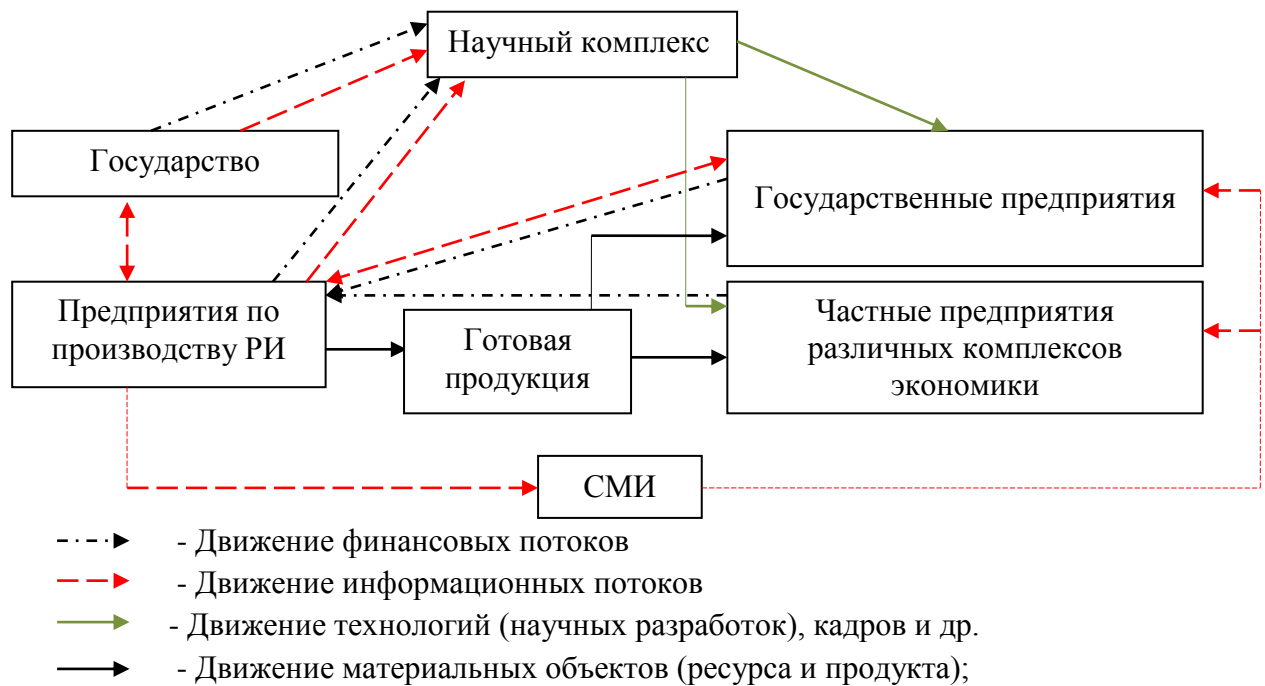 Научный комплекс
Государство
Государственные предприятия
Предприятия по
производству РИ
Готовая
продукция
Частные предприятия
различных комплексов
экономики
СМИ
- Движение финансовых потоков
- Движение информационных потоков
- Движение технологий (научных разработок), кадров и др.
- Движение материальных объектов (ресурса и продукта);